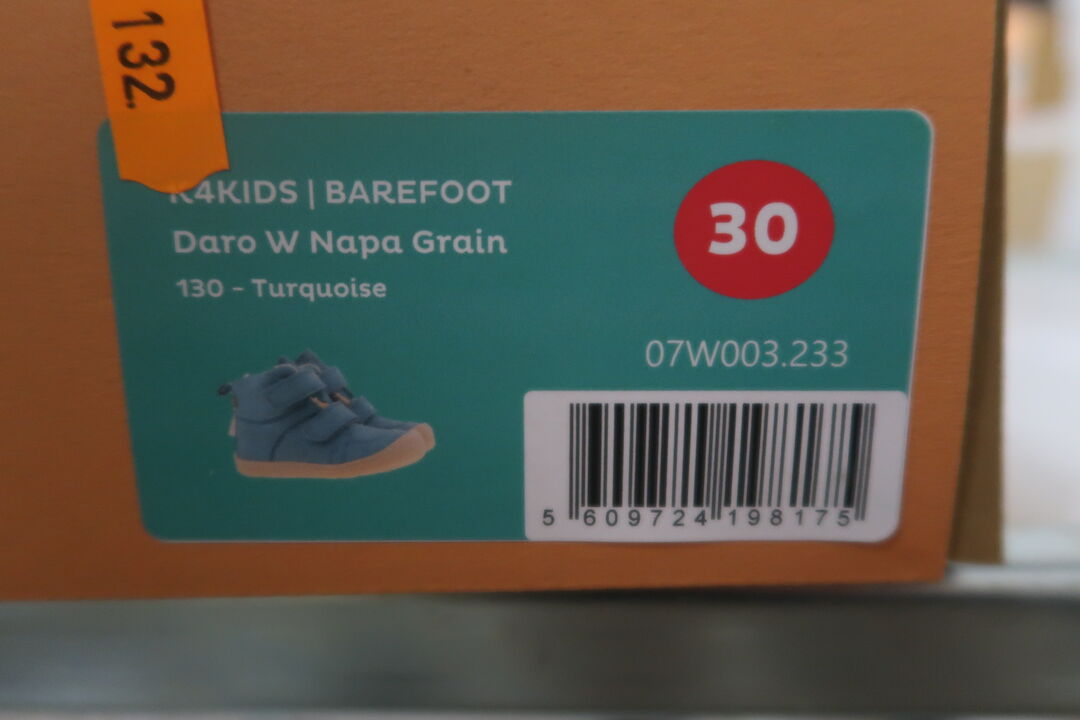 132.
K4KIDS | BAREFOOT
Daro W Napa Grain
130 - Turquoise
30
07W003.233
5 609724 198175